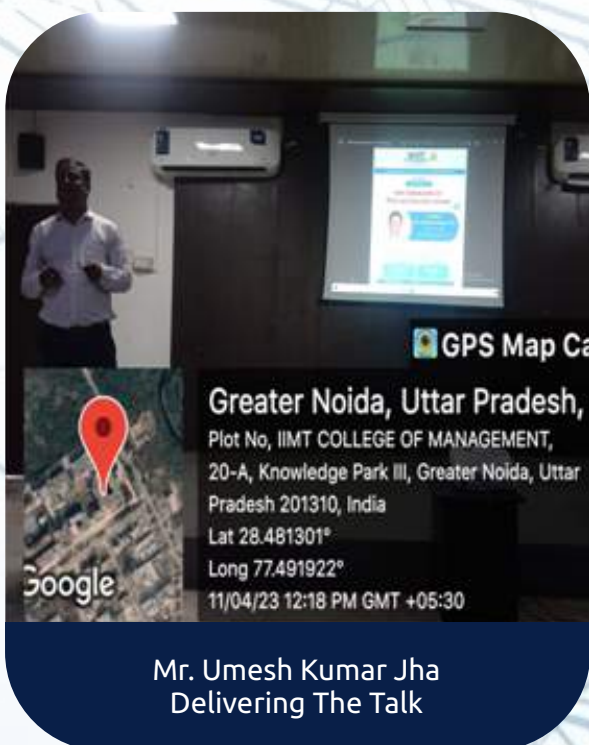 GPS Map Ca
Greater Noida, Uttar Pradesh,
Plot No, IIMT COLLEGE OF MANAGEMENT,
20-A, Knowledge Park III, Greater Noida, Uttar
Pradesh 201310, India
Lat 28.481301°
Long 77.491922°
11/04/23 12:18 PM GMT +05:30
Google
Mr. Umesh Kumar Jha
Delivering The Talk